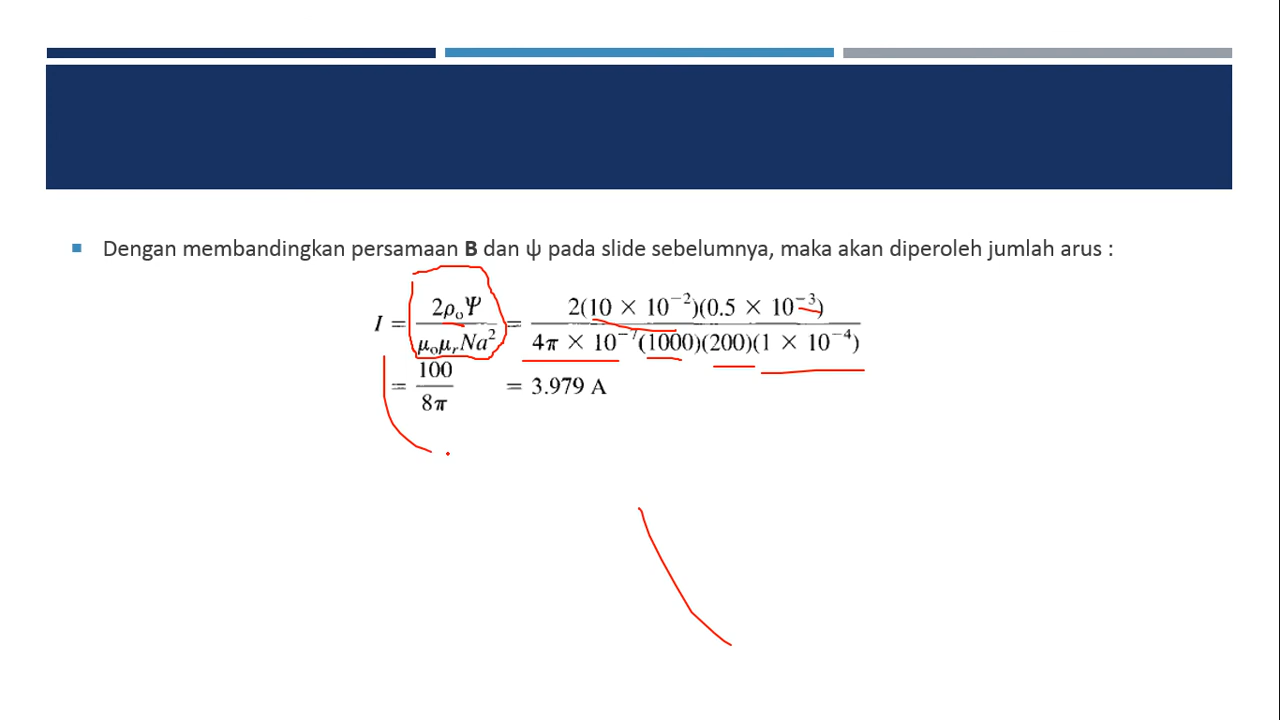 Dengan membandingkan persamaan B dan ψ pada slide sebelumnya, maka akan diperoleh jumlah arus :
I = 2ρ₀Ψ / μ₀μᵣNa² = 2(10 × 10⁻²)(0.5 × 10⁻³) / 4π × 10⁻⁷(1000)(200)(1 × 10⁻⁴)
= 100 / 8π = 3.979 A